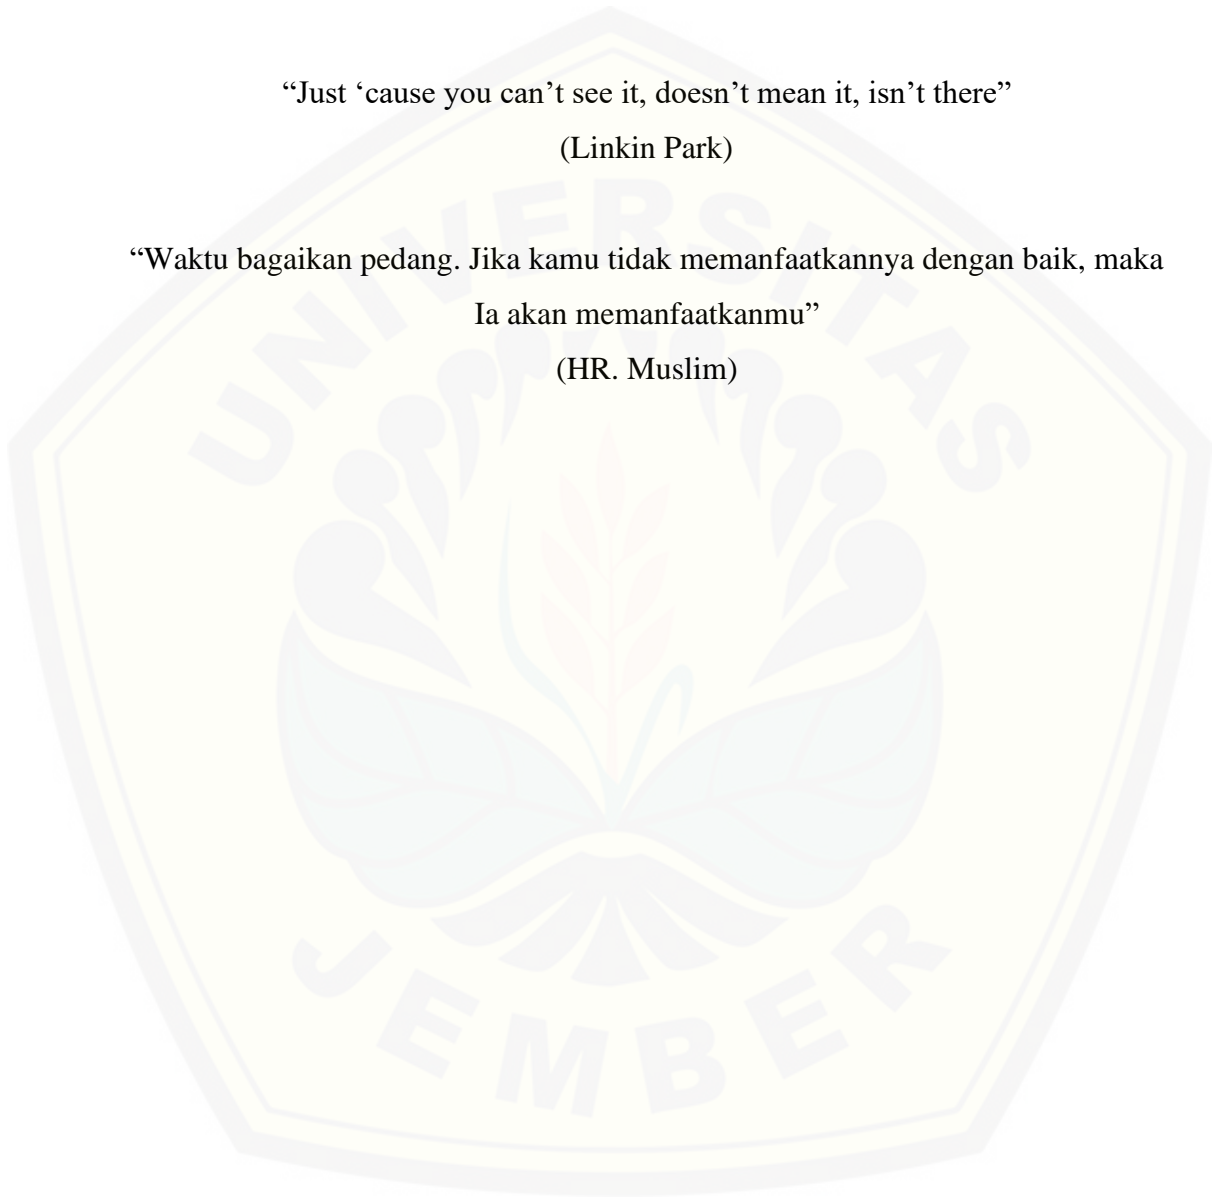 “Just ‘cause you can’t see it, doesn’t mean it, isn’t there”
(Linkin Park)
“Waktu bagaikan pedang. Jika kamu tidak memanfaatkannya dengan baik, maka
Ia akan memanfaatkanmu”
(HR. Muslim)
UNIVERSITAS
JEMBER